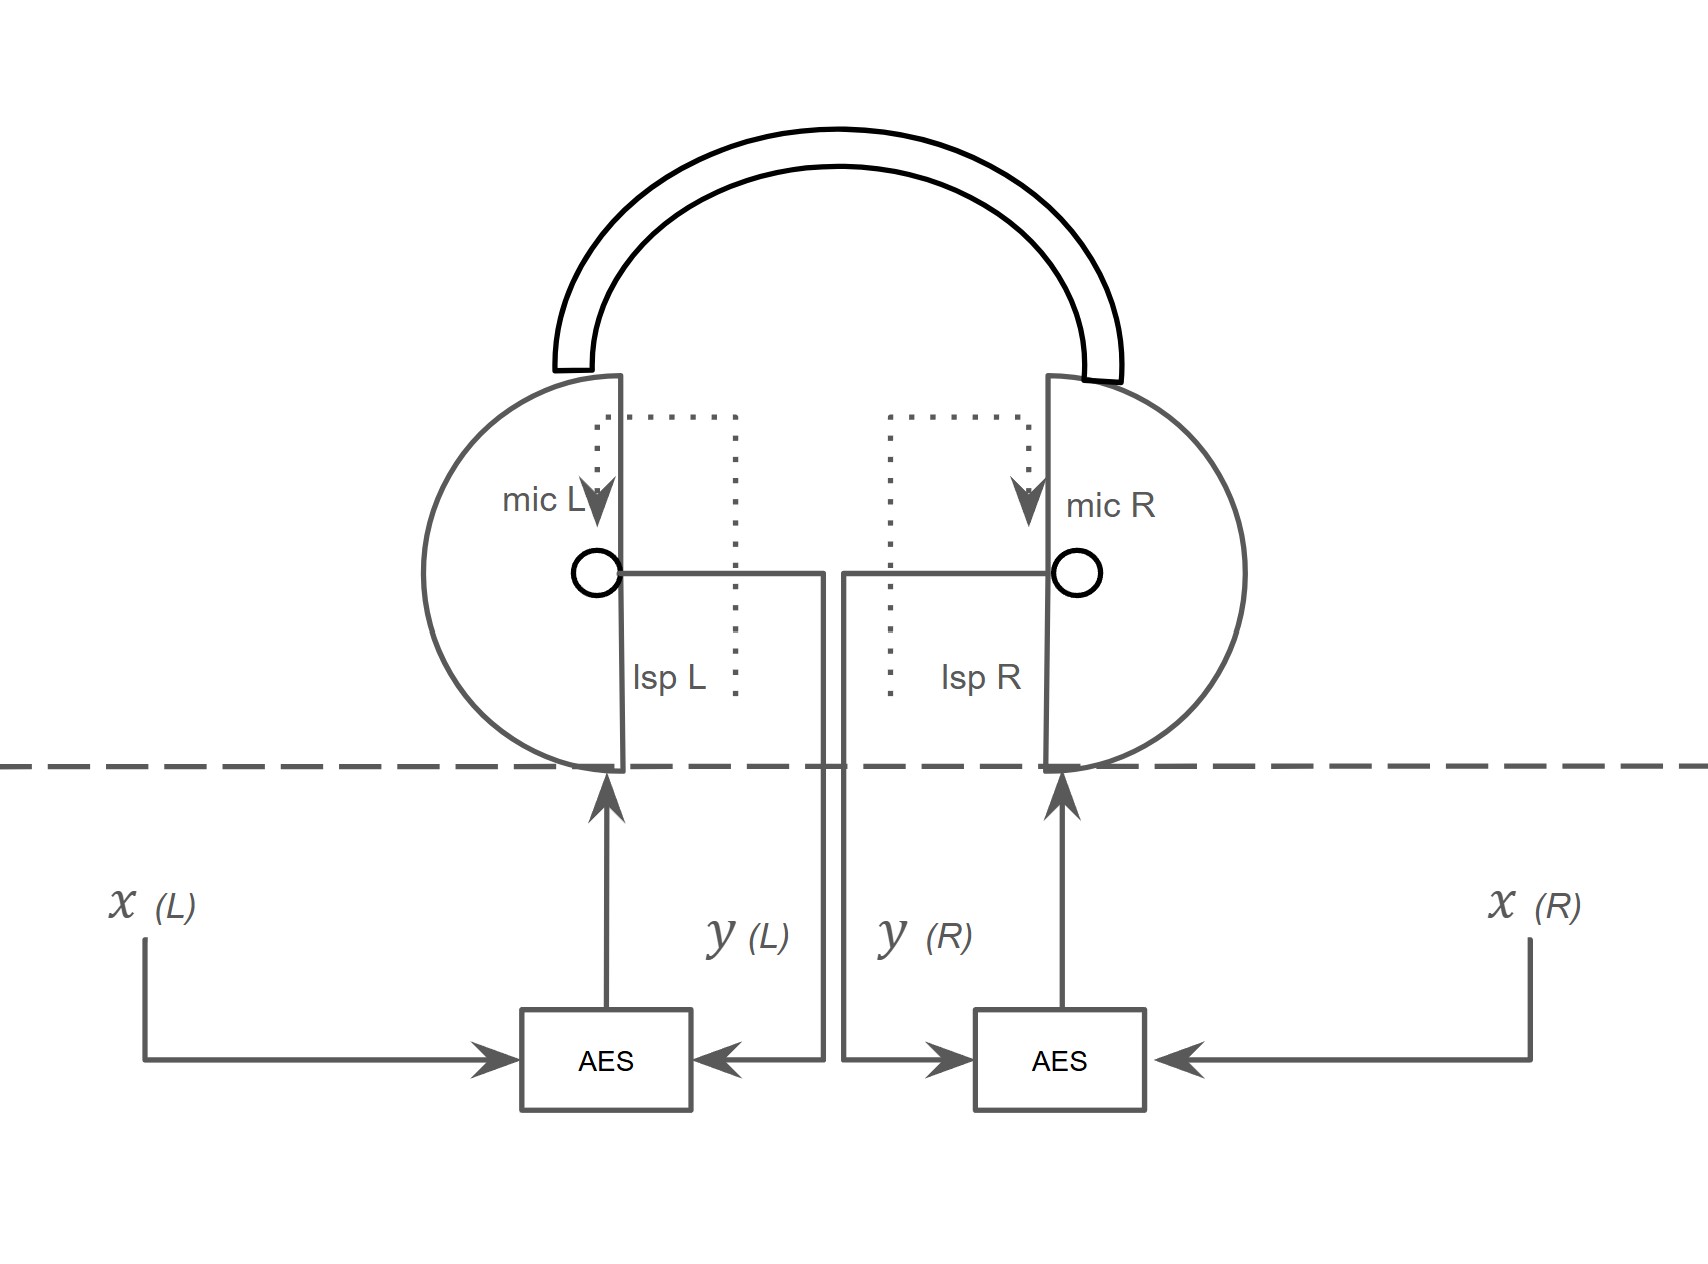 mic L
mic R
lsp L
lsp R
x (L)
x (R)
y (L)
y (R)
AES
AES